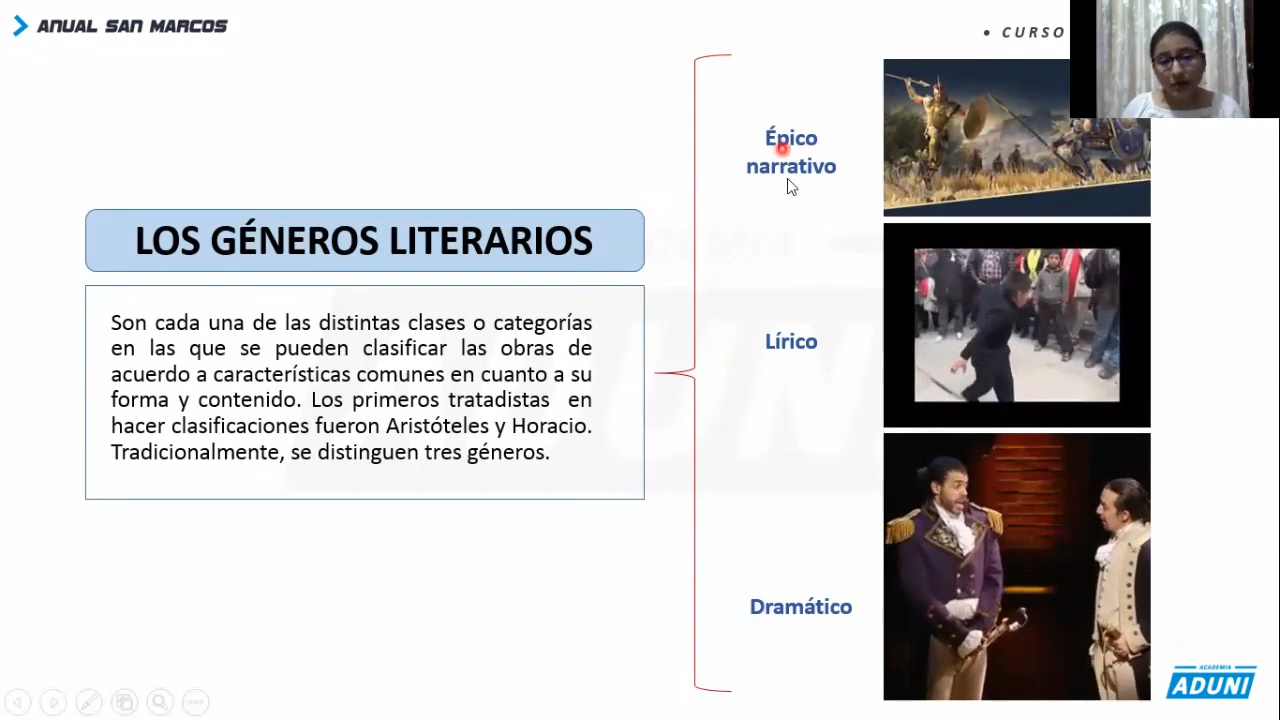 ANUAL SAN MARCOS
• CURSO
Épico
narrativo
LOS GÉNEROS LITERARIOS
Son cada una de las distintas clases o categorías
en las que se pueden clasificar las obras de
acuerdo a características comunes en cuanto a su
forma y contenido. Los primeros tratadistas en
hacer clasificaciones fueron Aristóteles y Horacio.
Tradicionalmente, se distinguen tres géneros.
Lírico
Dramático
ACADEMIA
ADUNI